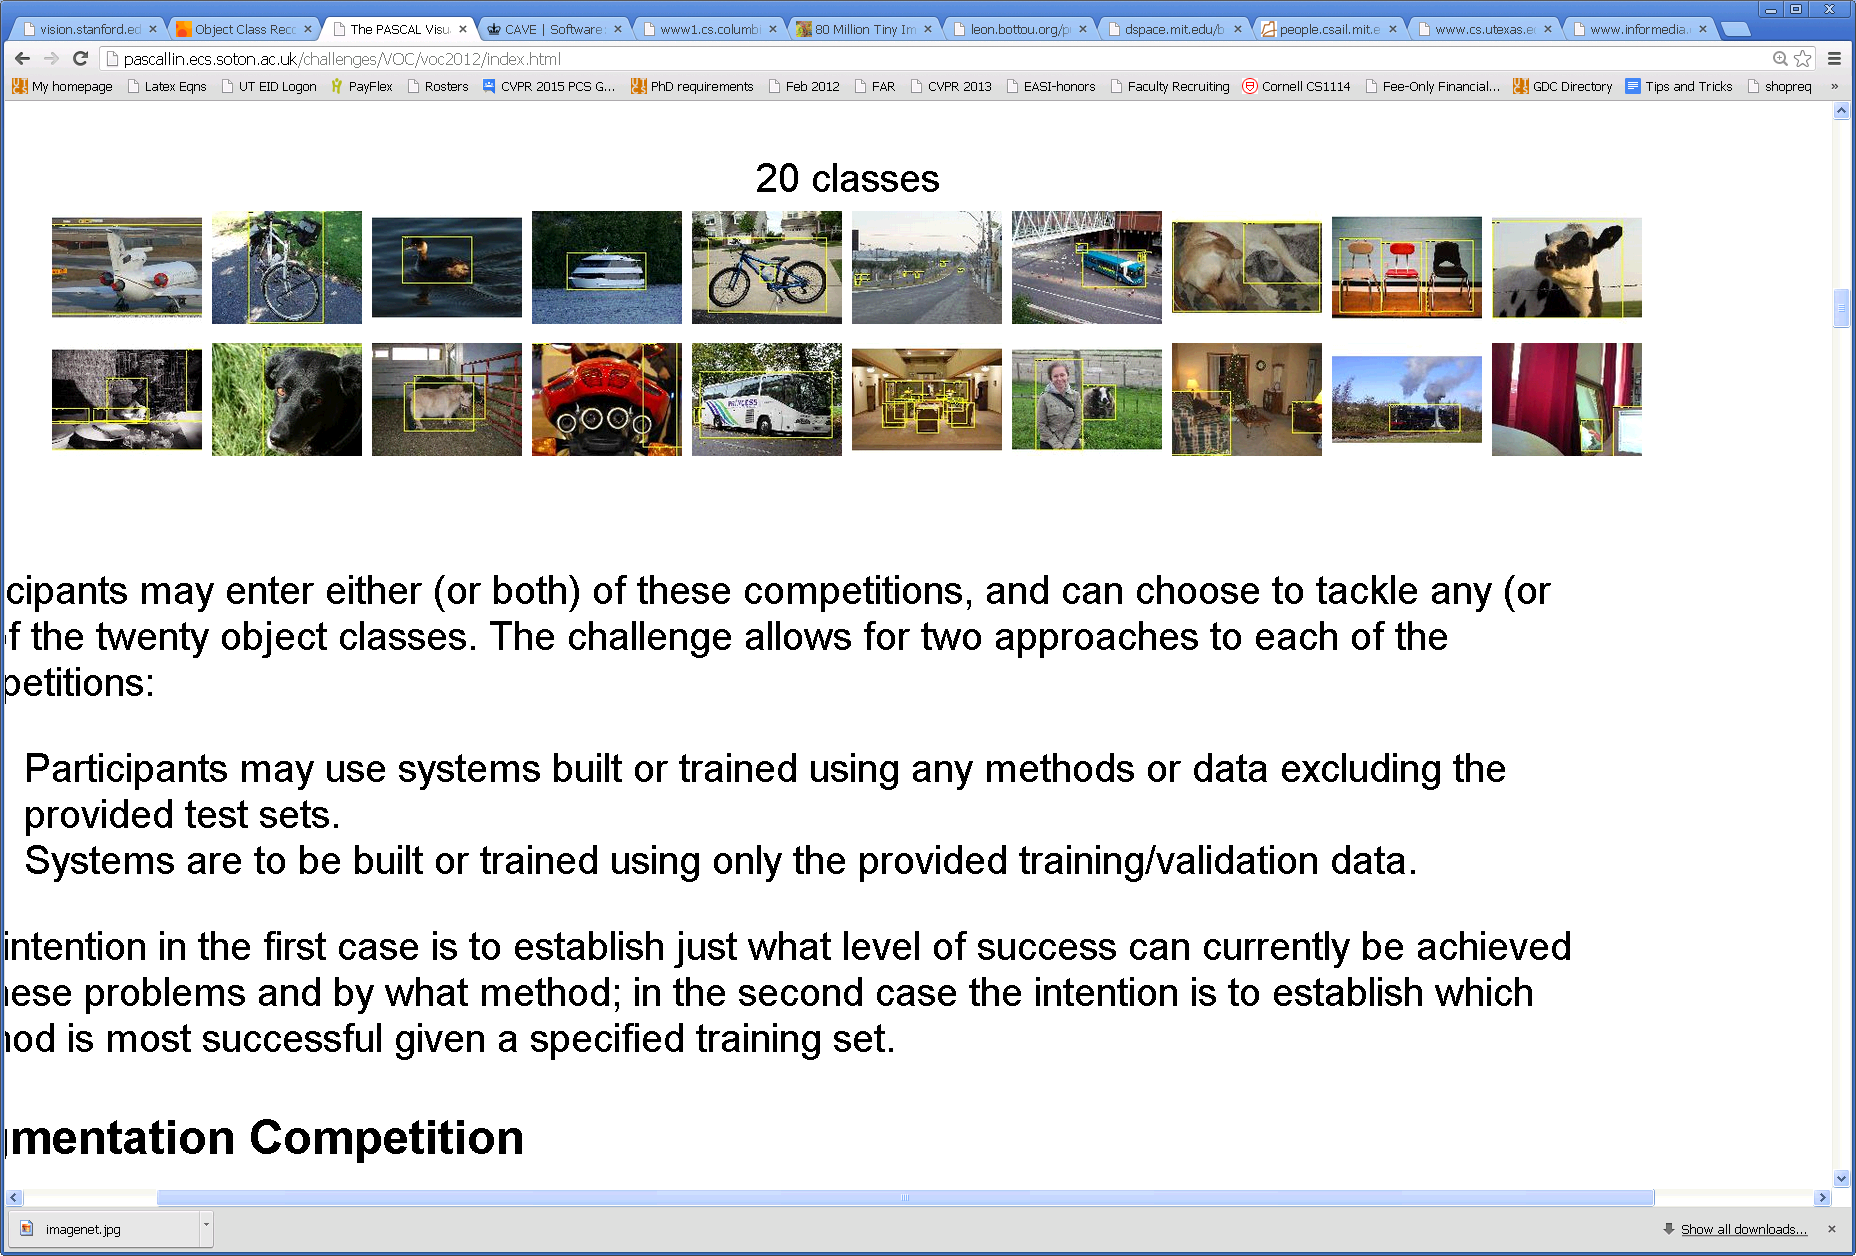 vision.stanford.ed
Object Class Rec
The PASCAL Visu
CAVE | Software
www1.cs.columbi
80 Million Tiny Im
leon.bottou.org/p
dspace.mit.edu/b
people.csail.mit.e
www.cs.utexas.e
www.informedia.
pascallin.ecs.soton.ac.uk/challenges/VOC/voc2012/index.html
My homepage
Latex Eqns
UT EID Logon
PayFlex
Rosters
CVPR 2015 PCS G...
PhD requirements
Feb 2012
FAR
CVPR 2013
EASI-honors
Faculty Recruiting
Cornell CS1114
Fee-Only Financial...
GDC Directory
Tips and Tricks
shopreq
»
20 classes
PRINCESS
cipants may enter either (or both) of these competitions, and can choose to tackle any (or
f the twenty object classes. The challenge allows for two approaches to each of the
petitions:
Participants may use systems built or trained using any methods or data excluding the
provided test sets.
Systems are to be built or trained using only the provided training/validation data.
intention in the first case is to establish just what level of success can currently be achieved
hese problems and by what method; in the second case the intention is to establish which
hod is most successful given a specified training set.
gmentation Competition
imagenet.jpg
Show all downloads...